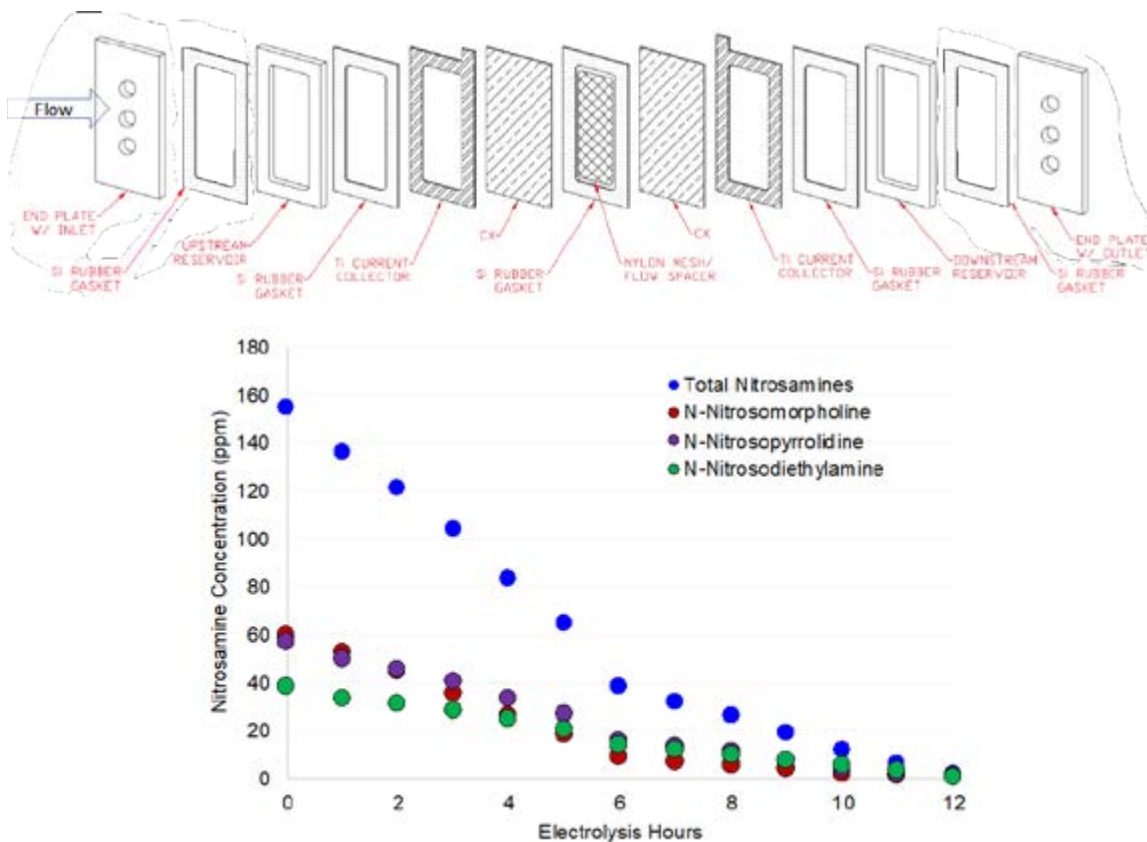 Flow
END PLATE
W/ INLET
SI RUBBER
GASKET
UPSTREAM
RESERVOIR
SI RUBBER
GASKET
TI CURRENT
COLLECTOR
CX
SI RUBBER
GASKET
NYLON MESH/
FLOW SPACER
CX
TI CURRENT
COLLECTOR
SI RUBBER
GASKET
DOWNSTREAM
RESERVOIR
SI RUBBER
GASKET
END PLATE
W/ OUTLET
180
160
140
120
100
80
60
40
20
0
Nitrosamine Concentration (ppm)
Total Nitrosamines
N-Nitrosomorpholine
N-Nitrosopyrrolidine
N-Nitrosodiethylamine
0 2 4 6 8 10 12
Electrolysis Hours